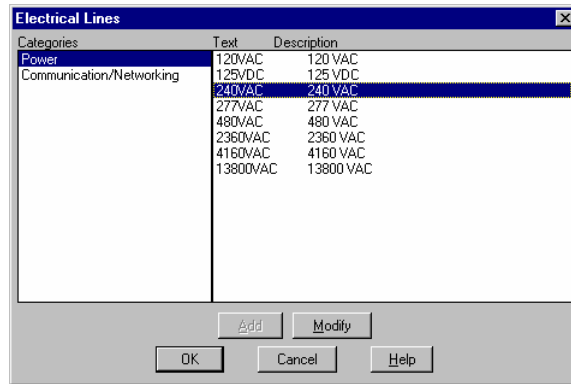 Electrical Lines
Categories Text Description
Power
Communication/Networking
120VAC 120 VAC
125VDC 125 VDC
240VAC 240 VAC
277VAC 277 VAC
480VAC 480 VAC
2360VAC 2360 VAC
4160VAC 4160 VAC
13800VAC 13800 VAC
Add Modify
OK Cancel Help